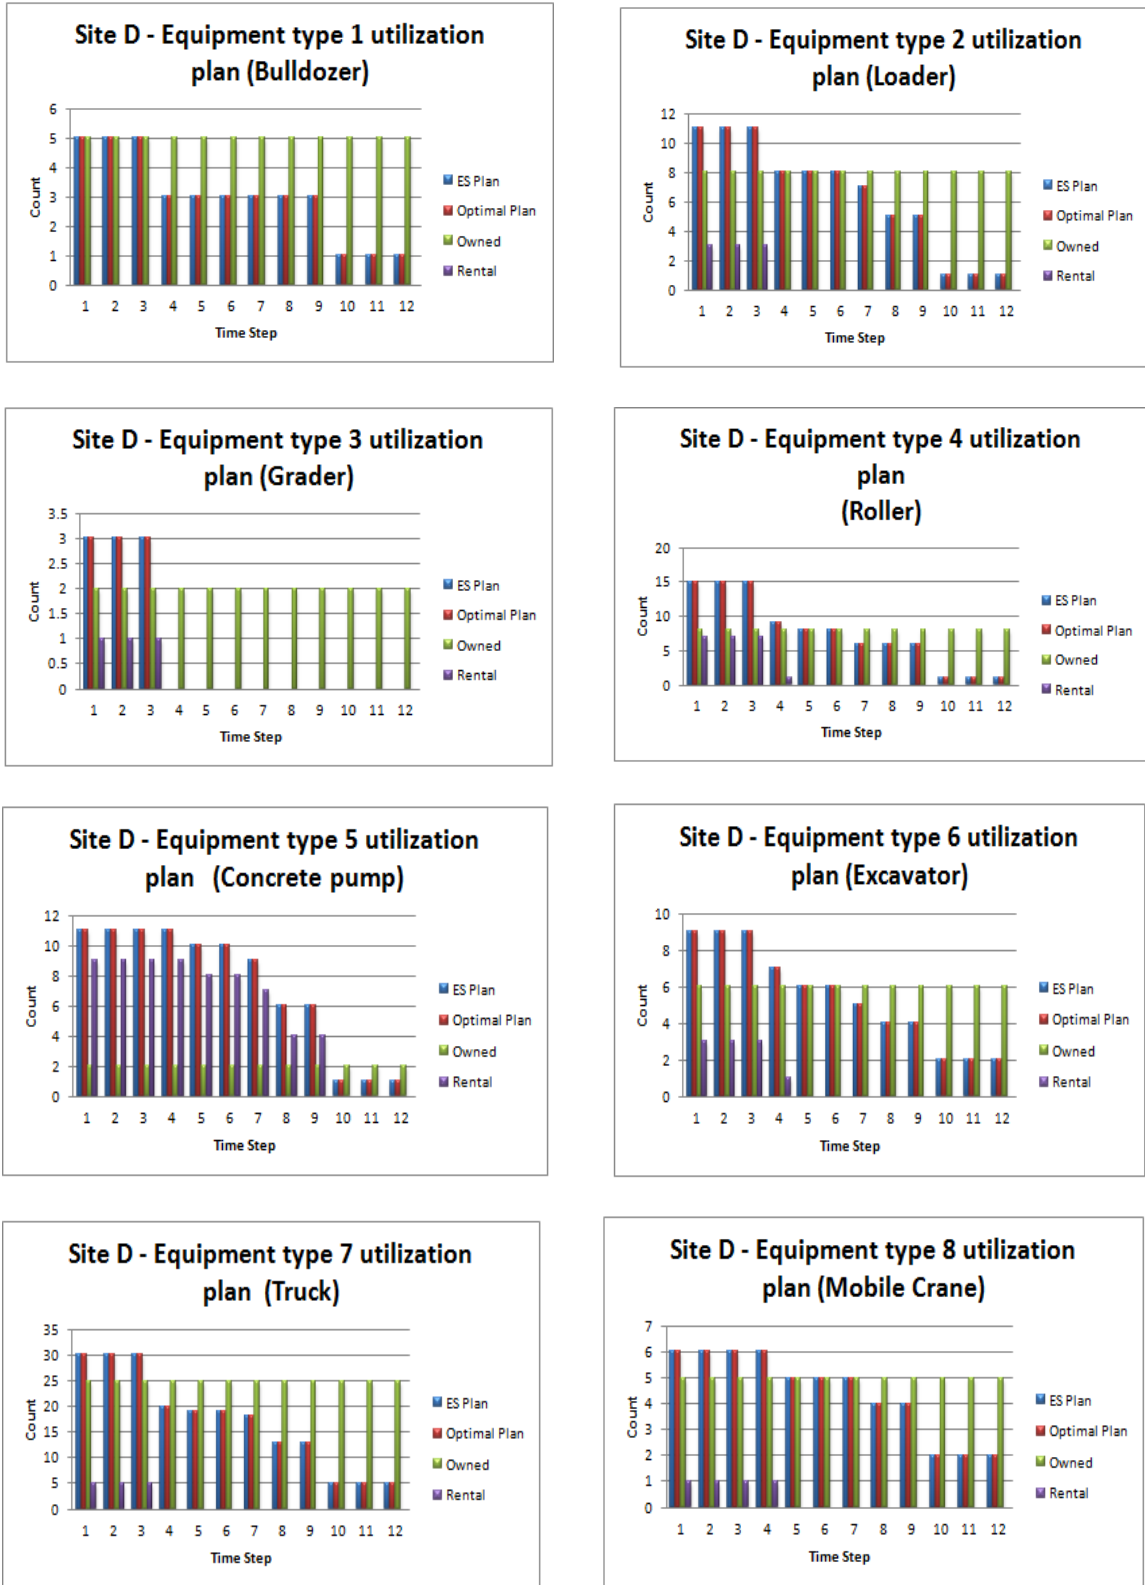 Site D - Equipment type 1 utilization
plan (Bulldozer)
6
5
4
3
2
1
0
Count
1 2 3 4 5 6 7 8 9 10 11 12
Time Step
ES Plan
Optimal Plan
Owned
Rental
Site D - Equipment type 2 utilization
plan (Loader)
12
10
8
6
4
2
0
Count
1 2 3 4 5 6 7 8 9 10 11 12
Time Step
ES Plan
Optimal Plan
Owned
Rental
Site D - Equipment type 3 utilization
plan (Grader)
3.5
3
2.5
2
1.5
1
0.5
0
Count
1 2 3 4 5 6 7 8 9 10 11 12
Time Step
ES Plan
Optimal Plan
Owned
Rental
Site D - Equipment type 4 utilization
plan
(Roller)
20
15
10
5
0
Count
1 2 3 4 5 6 7 8 9 10 11 12
Time Step
ES Plan
Optimal Plan
Owned
Rental
Site D - Equipment type 5 utilization
plan (Concrete pump)
12
10
8
6
4
2
0
Count
1 2 3 4 5 6 7 8 9 10 11 12
Time Step
ES Plan
Optimal Plan
Owned
Rental
Site D - Equipment type 6 utilization
plan (Excavator)
10
8
6
4
2
0
Count
1 2 3 4 5 6 7 8 9 10 11 12
Time Step
ES Plan
Optimal Plan
Owned
Rental
Site D - Equipment type 7 utilization
plan (Truck)
35
30
25
20
15
10
5
0
Count
1 2 3 4 5 6 7 8 9 10 11 12
Time Step
ES Plan
Optimal Plan
Owned
Rental
Site D - Equipment type 8 utilization
plan (Mobile Crane)
7
6
5
4
3
2
1
0
Count
1 2 3 4 5 6 7 8 9 10 11 12
Time Step
ES Plan
Optimal Plan
Owned
Rental